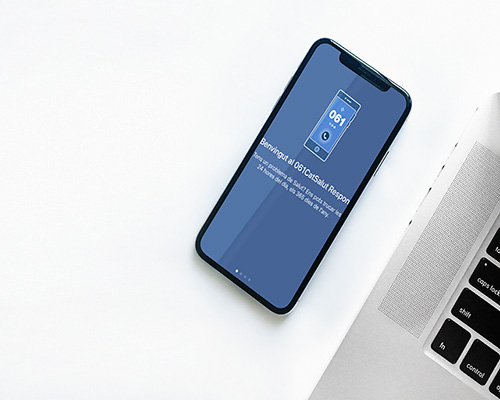 061
Benvingut al 061CatSalut Respon
Tens un problema de Salut? Ens pots trucar les
24 hores del dia, els 365 dies de l'any.
caps lock
shift
fn
control